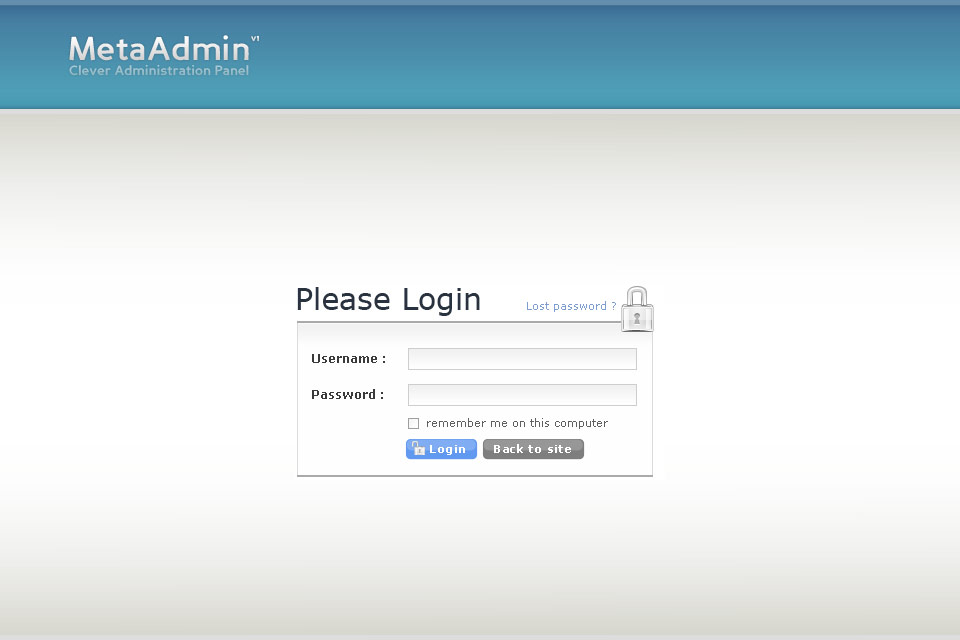 MetaAdmin v1
Clever Administration Panel
Please Login
Lost password ?
Username :
Password :
remember me on this computer
Login
Back to site